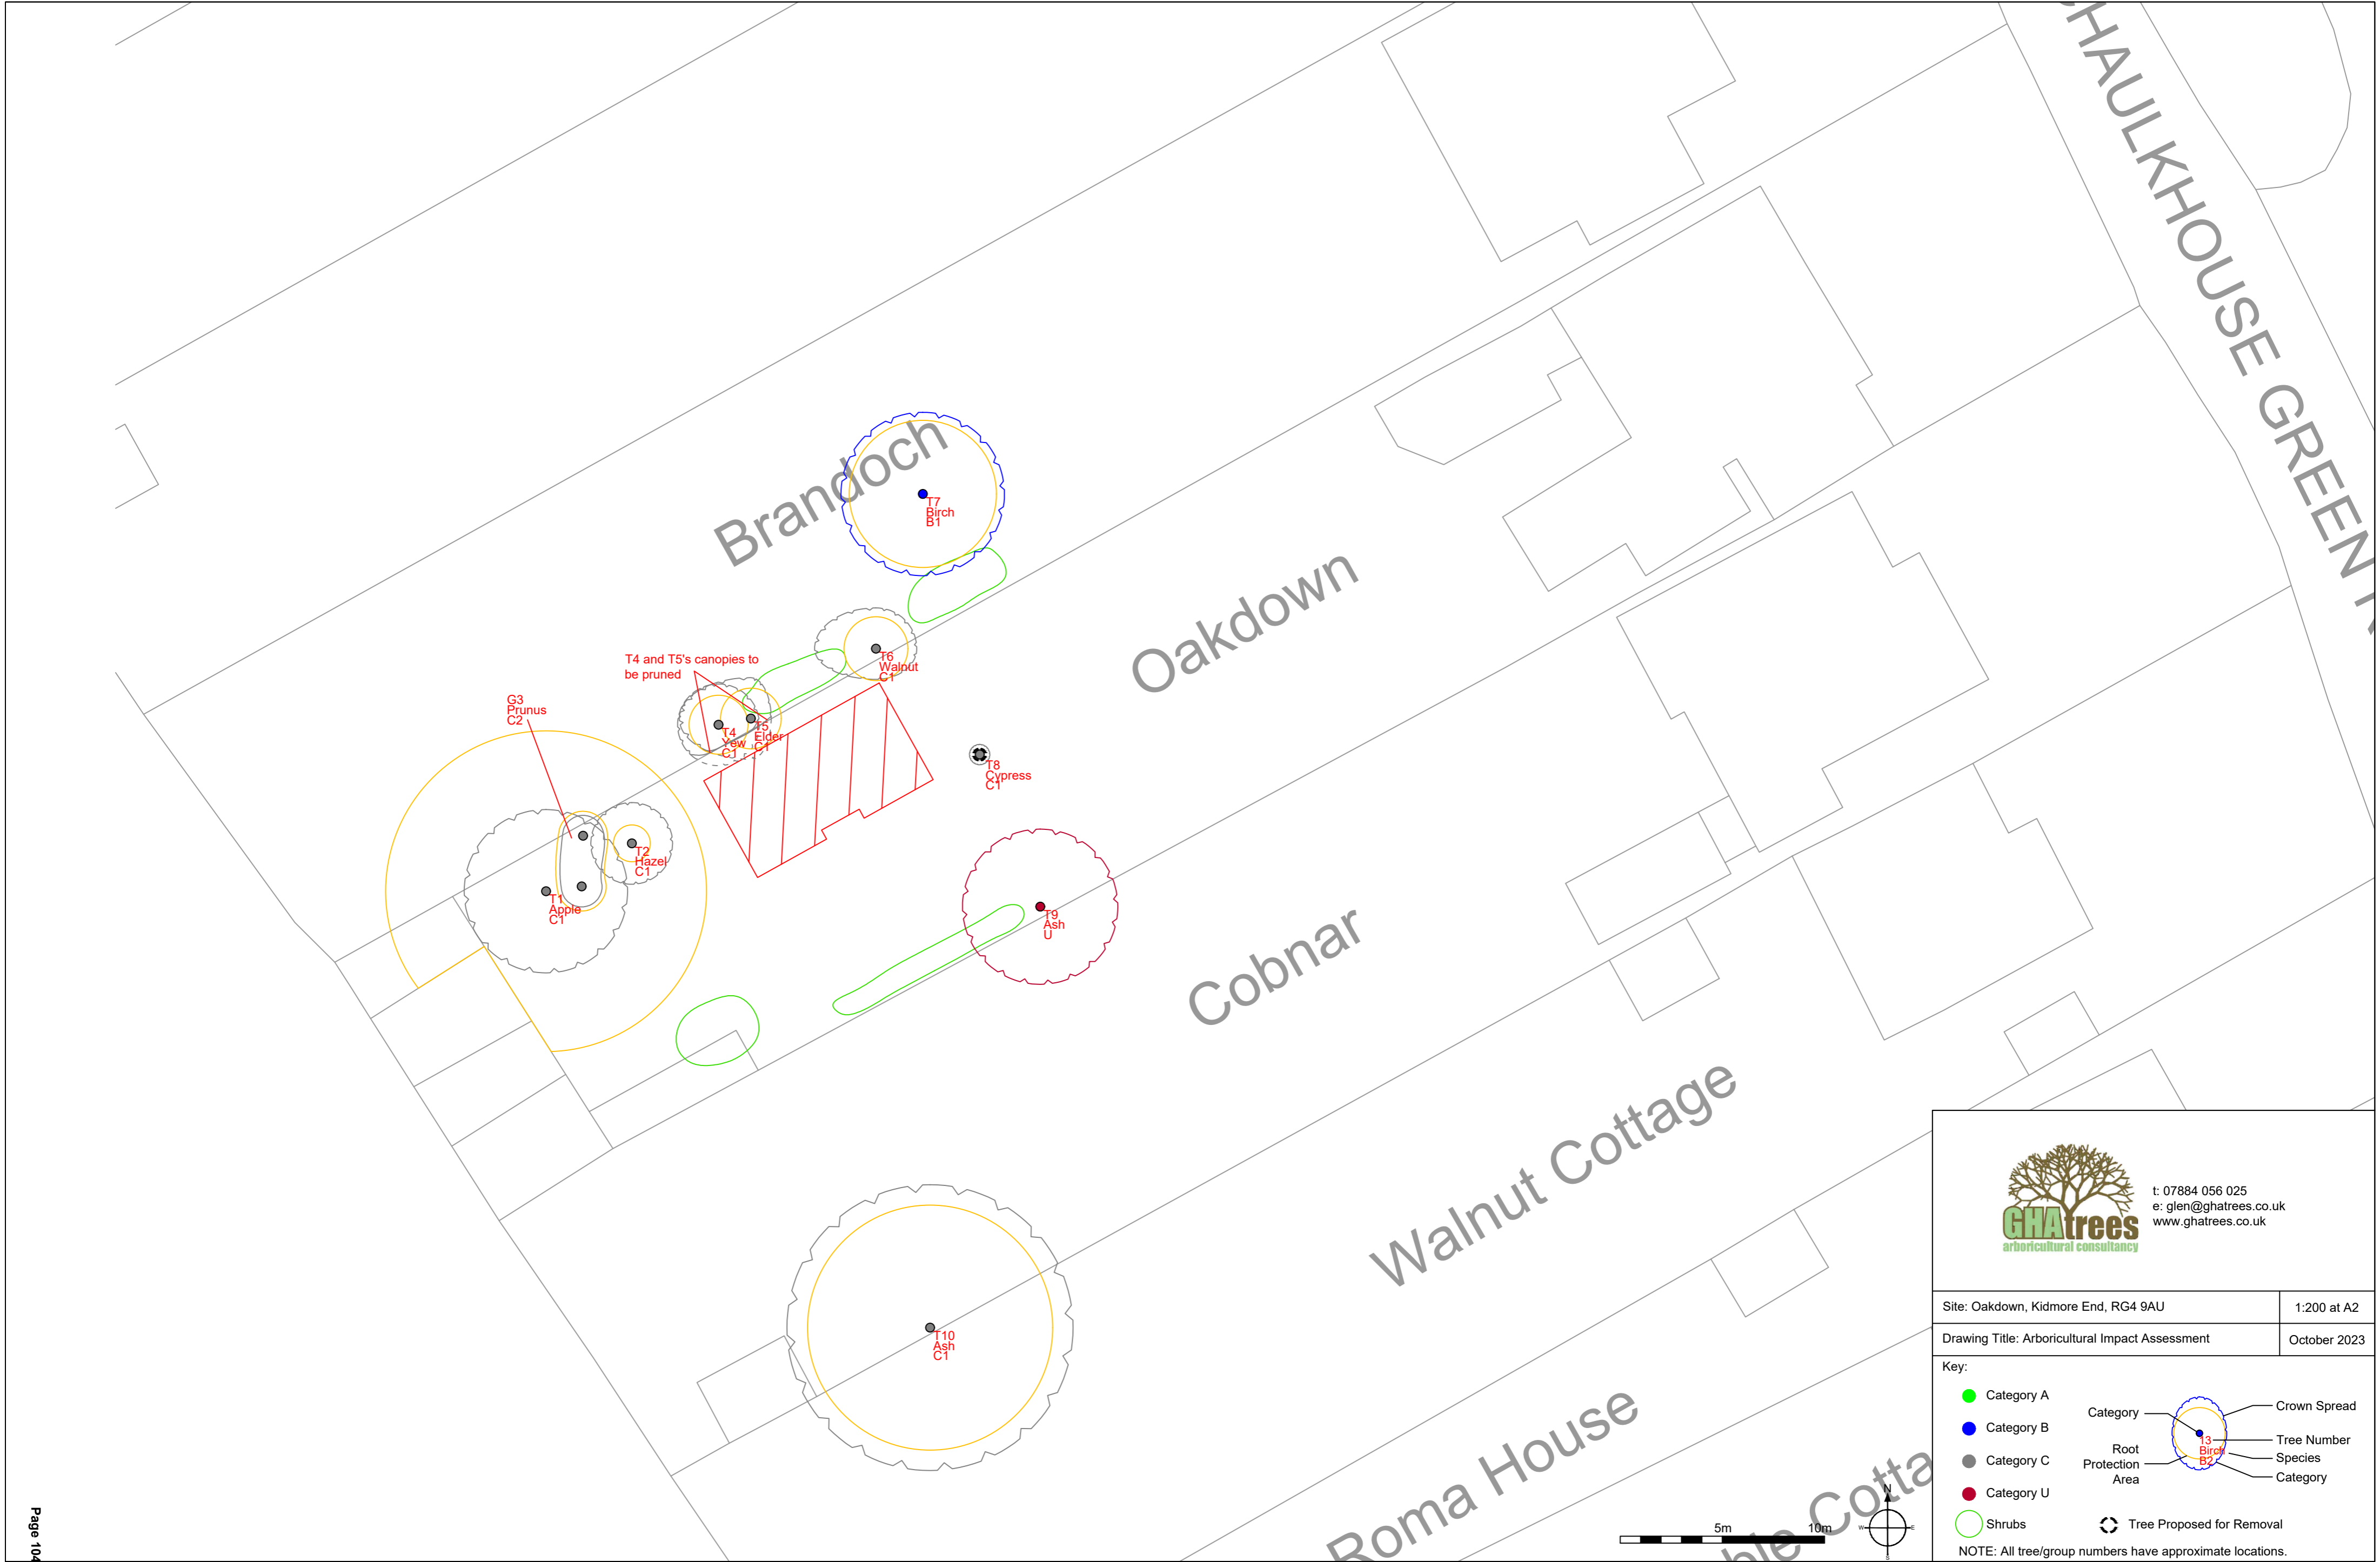 CHAULKHOUSE GREEN
Brandoch
T7
Birch
B1
Oakdown
T6
Walnut
C1
T4 and T5's canopies to
be pruned
G3
Prunus
C2
T4
Yew
C1
T5
Elder
C1
T8
Cypress
C1
T2
Hazel
C1
T1
Apple
C1
T9
Ash
U
Cobnar
Walnut Cottage
T10
Ash
C1
Roma House
5m
10m
N
W
E
S
GHAtrees
arboricultural consultancy
t: 07884 056 025
e: glen@ghatrees.co.uk
www.ghatrees.co.uk
Site: Oakdown, Kidmore End, RG4 9AU
1:200 at A2
Drawing Title: Arboricultural Impact Assessment
October 2023
Key:
Category A
Category B
Category C
Category U
Shrubs
Category
Root
Protection
Area
13
Birch
B2
Crown Spread
Tree Number
Species
Category
Tree Proposed for Removal
NOTE: All tree/group numbers have approximate locations.
Page 104